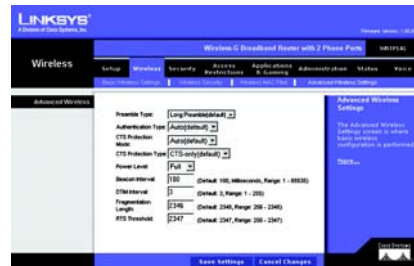 LINKSYS®
A Division of Cisco Systems, Inc.
Wireless-G Broadband Router with 2 Phone Ports
WRTP54G
Wireless
Setup Wireless Security Access Restrictions Applications & Gaming Administration Status Voice
Basic Wireless Settings Wireless Security Wireless MAC Filter Advanced Wireless Settings
Advanced Wireless
Preamble Type: Long Preamble(default)
Authentication Type: Auto(default)
CTS Protection Mode: Auto(default)
CTS Protection Type: CTS-only(default)
Power Level: Full
Beacon Interval 100 (Default: 100, Milliseconds, Range: 1 - 65535)
DTIM Interval 3 (Default: 3, Range: 1 - 255)
Fragmentation Length: 2346 (Default: 2346, Range: 256 - 2346)
RTS Threshold: 2347 (Default: 2347, Range: 256 - 2347)
Advanced Wireless Settings
The Advanced Wireless Settings screen is where basic wireless configuration is performed
More...
Save Settings Cancel Changes
Cisco Systems